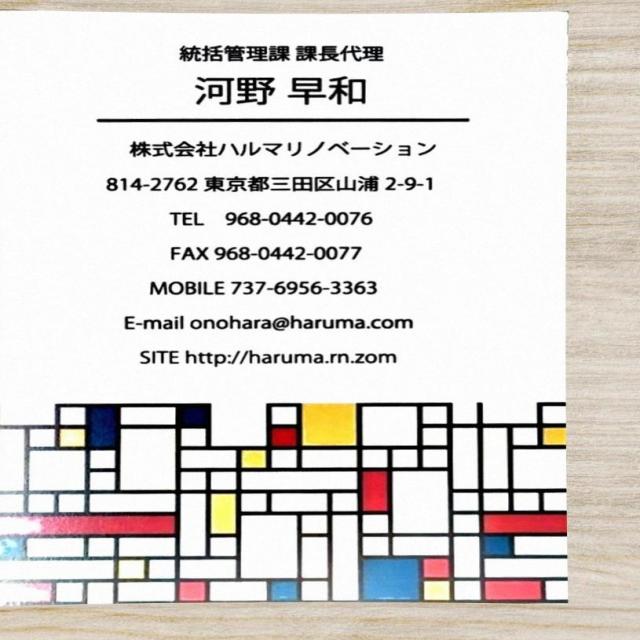 統括管理課 課長代理
河野 早和
株式会社ハルマリノベーション
814-2762 東京都三田区山浦 2-9-1
TEL 968-0442-0076
FAX 968-0442-0077
MOBILE 737-6956-3363
E-mail onohara@haruma.com
SITE http://haruma.rn.zom